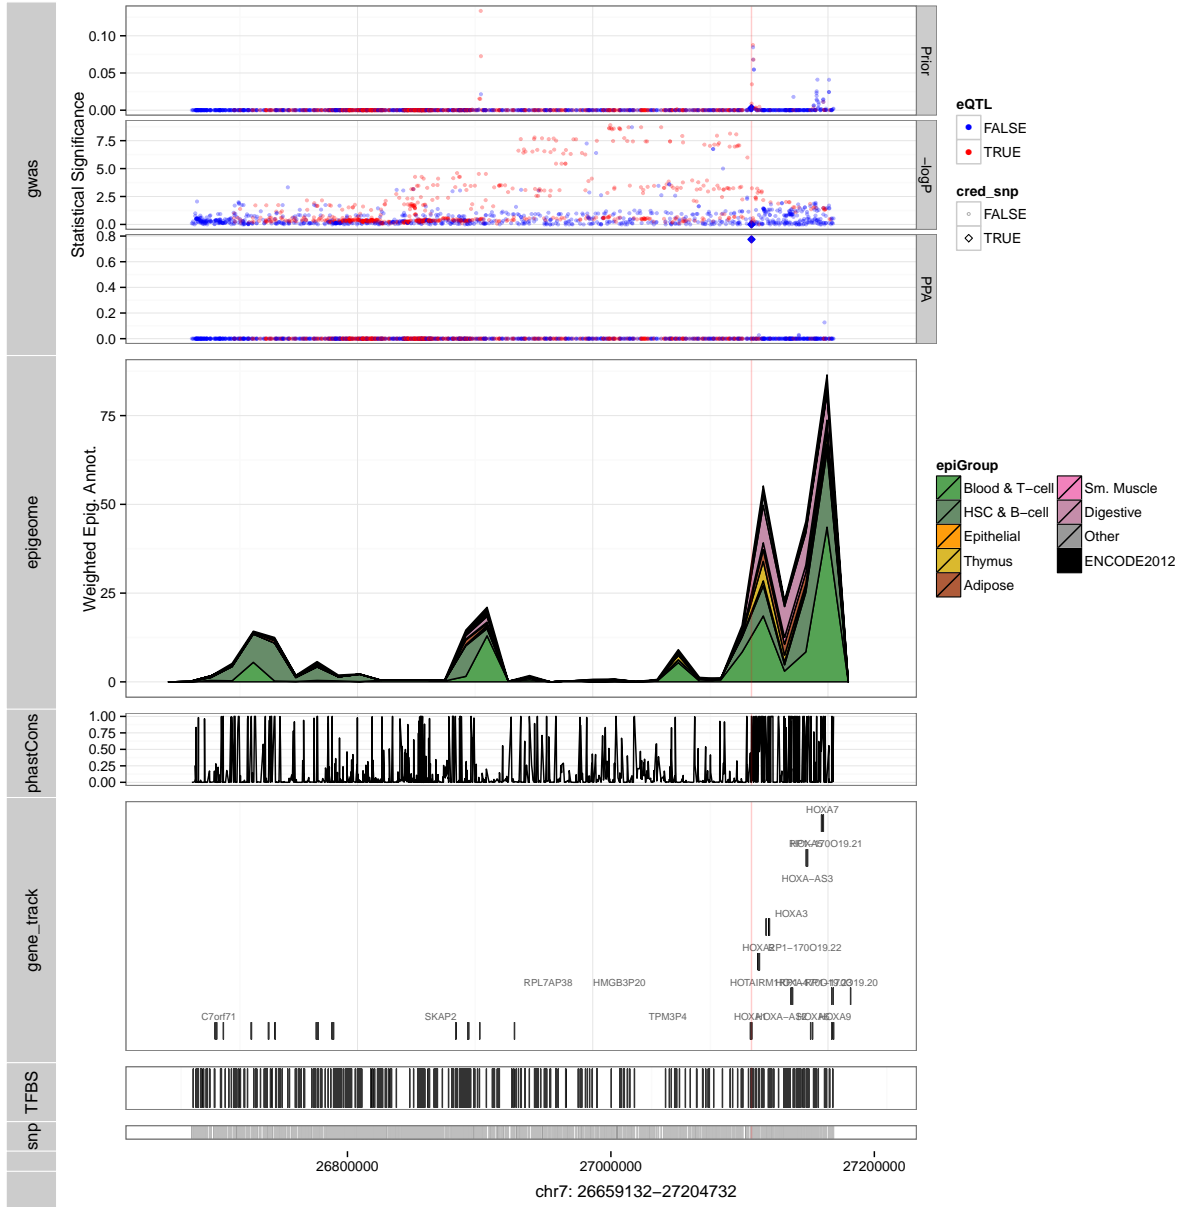 gwas
Statistical Significance
0.10
0.05
0.00
Prior
7.5
5.0
2.5
0.0
−logP
0.8
0.6
0.4
0.2
0.0
PPA
eQTL
FALSE
TRUE
cred_snp
FALSE
TRUE
epigeome
Weighted Epig. Annot.
75
50
25
0
epiGroup
Blood & T−cell
HSC & B−cell
Epithelial
Thymus
Adipose
Sm. Muscle
Digestive
Other
ENCODE2012
phastCons
1.00
0.75
0.50
0.25
0.00
gene_track
HOXA7
HOXA−AS3
HOXA3
RPL7AP38 HMGB3P20
C7orf71 SKAP2 TPM3P4 HOXA9
TFBS
snp
26800000 27000000 27200000
chr7: 26659132−27204732